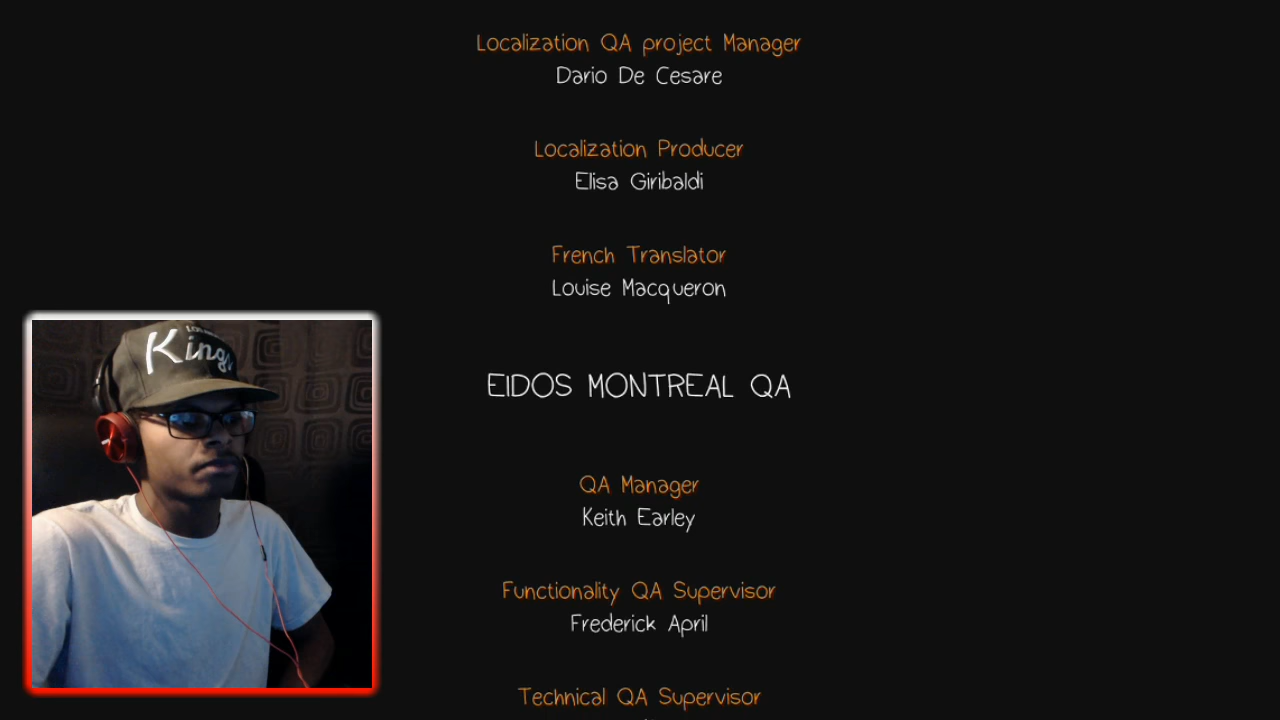 Localization QA project Manager
Dario De Cesare
Localization Producer
Elisa Giribaldi
French Translator
Louise Macqueron
Kings
EIDOS MONTREAL QA
QA Manager
Keith Earley
Functionality QA Supervisor
Frederick April
Technical QA Supervisor